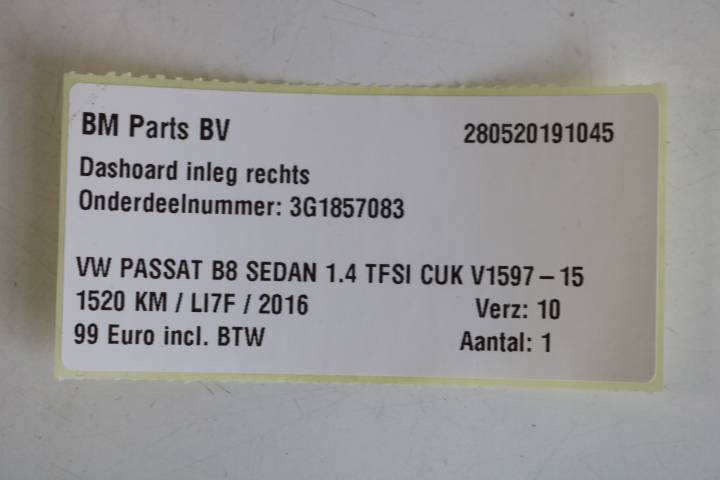 BM Parts BV 280520191045
Dashoard inleg rechts
Onderdeelnummer: 3G1857083
VW PASSAT B8 SEDAN 1.4 TFSI CUK V1597 – 15
1520 KM / LI7F / 2016 Verz: 10
99 Euro incl. BTW Aantal: 1